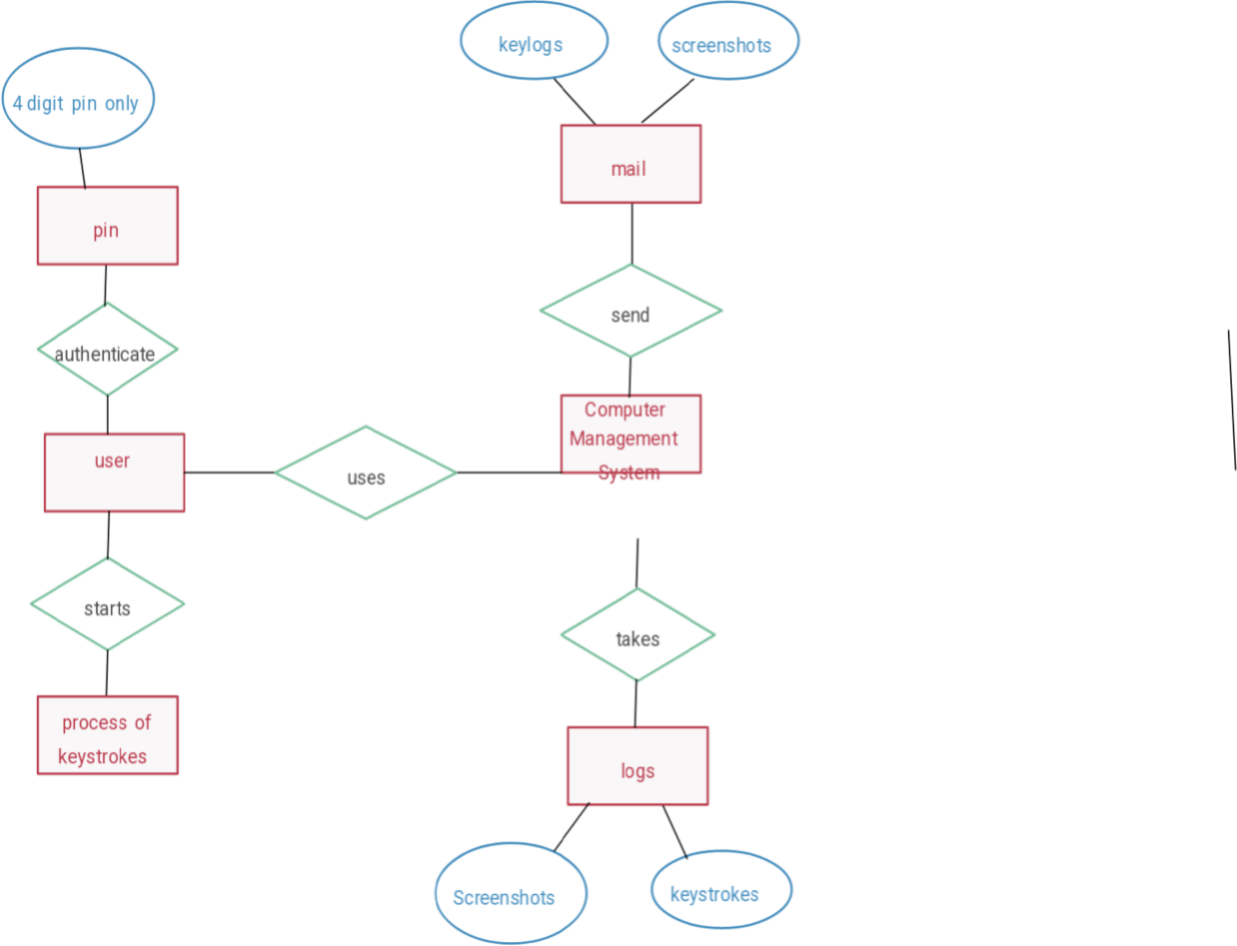 keylogs
screenshots
4 digit pin only
mail
pin
send
authenticate
Computer
Management
System
user
uses
starts
takes
process of
keystrokes
logs
Screenshots
keystrokes